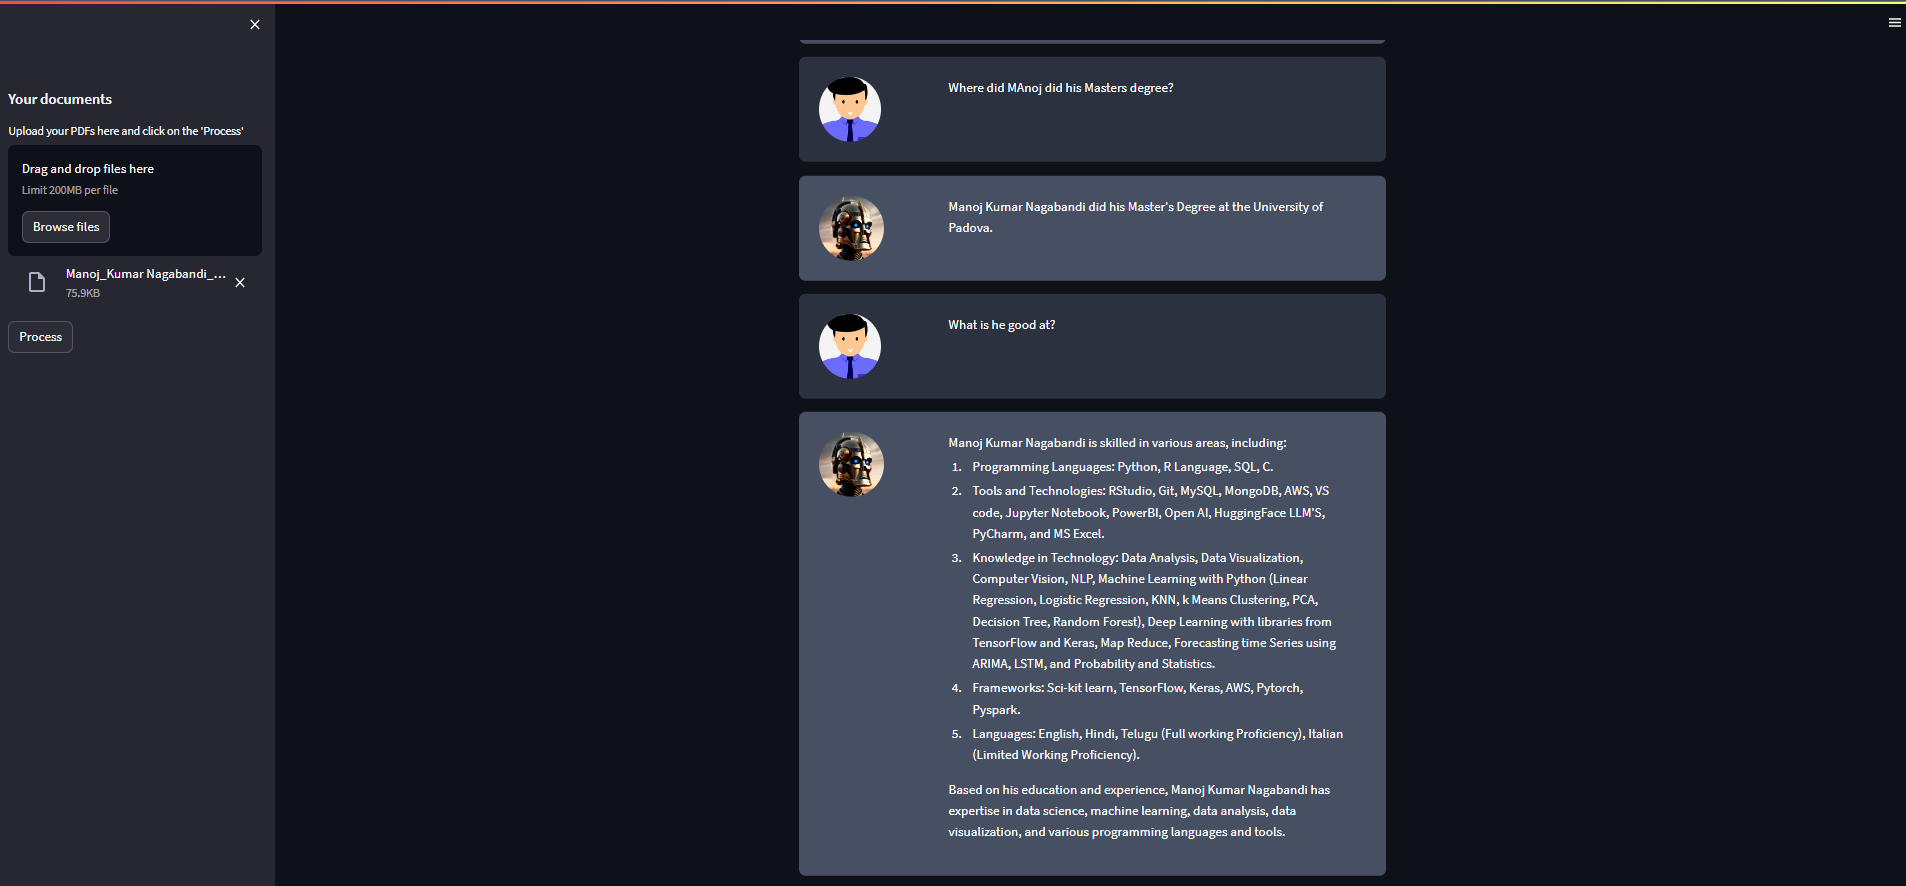 Your documents
Upload your PDFs here and click on the 'Process'
Drag and drop files here
Limit 200MB per file
Browse files
Manoj_Kumar Nagabandi_...
75.9KB
Process
Where did MAnoj did his Masters degree?
Manoj Kumar Nagabandi did his Master's Degree at the University of
Padova.
What is he good at?
Manoj Kumar Nagabandi is skilled in various areas, including:
1. Programming Languages: Python, R Language, SQL, C.
2. Tools and Technologies: RStudio, Git, MySQL, MongoDB, AWS, VS
code, Jupyter Notebook, PowerBI, Open AI, HuggingFace LLM'S,
PyCharm, and MS Excel.
3. Knowledge in Technology: Data Analysis, Data Visualization,
Computer Vision, NLP, Machine Learning with Python (Linear
Regression, Logistic Regression, KNN, k Means Clustering, PCA,
Decision Tree, Random Forest), Deep Learning with libraries from
TensorFlow and Keras, Map Reduce, Forecasting time Series using
ARIMA, LSTM, and Probability and Statistics.
4. Frameworks: Sci-kit learn, TensorFlow, Keras, AWS, Pytorch,
Pyspark.
5. Languages: English, Hindi, Telugu (Full working Proficiency), Italian
(Limited Working Proficiency).
Based on his education and experience, Manoj Kumar Nagabandi has
expertise in data science, machine learning, data analysis, data
visualization, and various programming languages and tools.